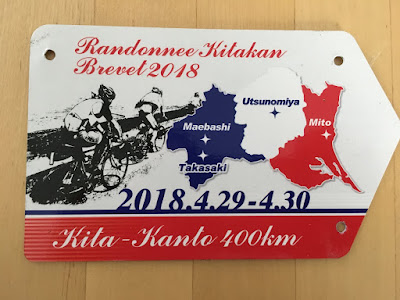 Randonnee Kitakan
Brevet 2018
Utsunomiya
Maebashi
Mito
Takasaki
2018.4.29-4.30
Kita-Kanto 400km